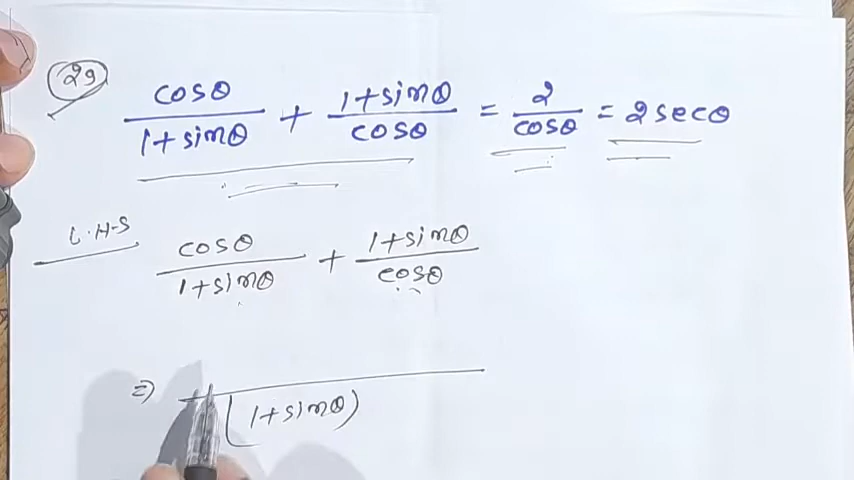 29
cosθ/1+sinθ + 1+sinθ/cosθ = 2/cosθ = 2secθ
L.H-S
cosθ/1+sinθ + 1+sinθ/cosθ
⇒ /(1+sinθ)